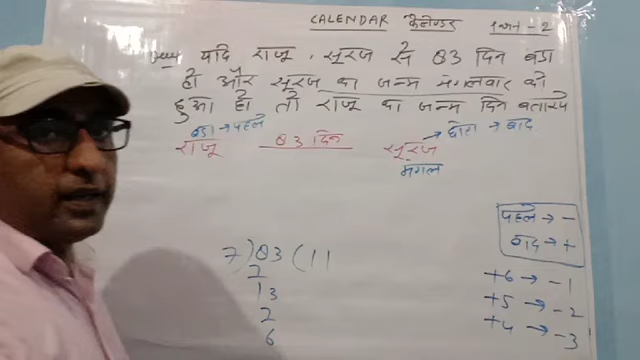 CALENDAR कैलेण्डर भाग - 2
यदि राजू, सूरज से 83 दिन बडा
हो और सूरज का जन्म मंगलवार को
हुआ हो तो राजू का जन्म दिन बताइये
बडा → पहले → छोटा → बाद
राजू 83 दिन सूरज
मंगल
पहले → -
बाद → +
7)83(11
7
13
7
6
+6 → -1
+5 → -2
+4 → -3